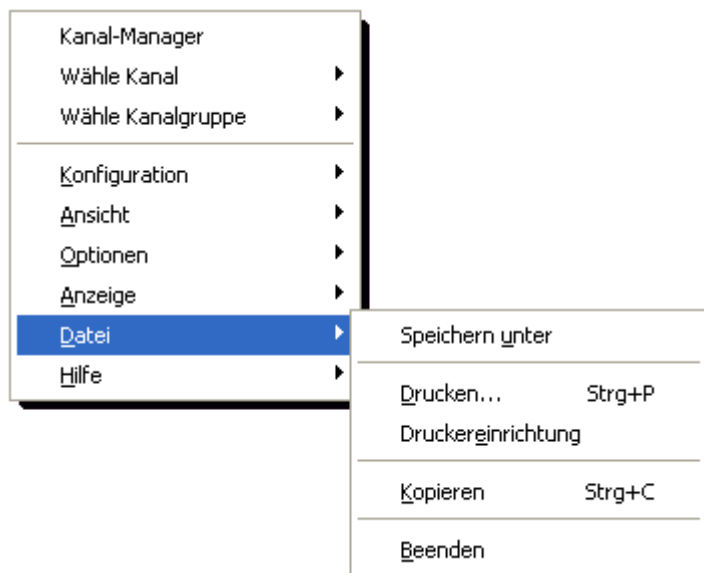 Kanal-Manager
Wähle Kanal
Wähle Kanalgruppe
Konfiguration
Ansicht
Optionen
Anzeige
Datei
Hilfe
Speichern unter
Drucken... Strg+P
Druckereinrichtung
Kopieren Strg+C
Beenden